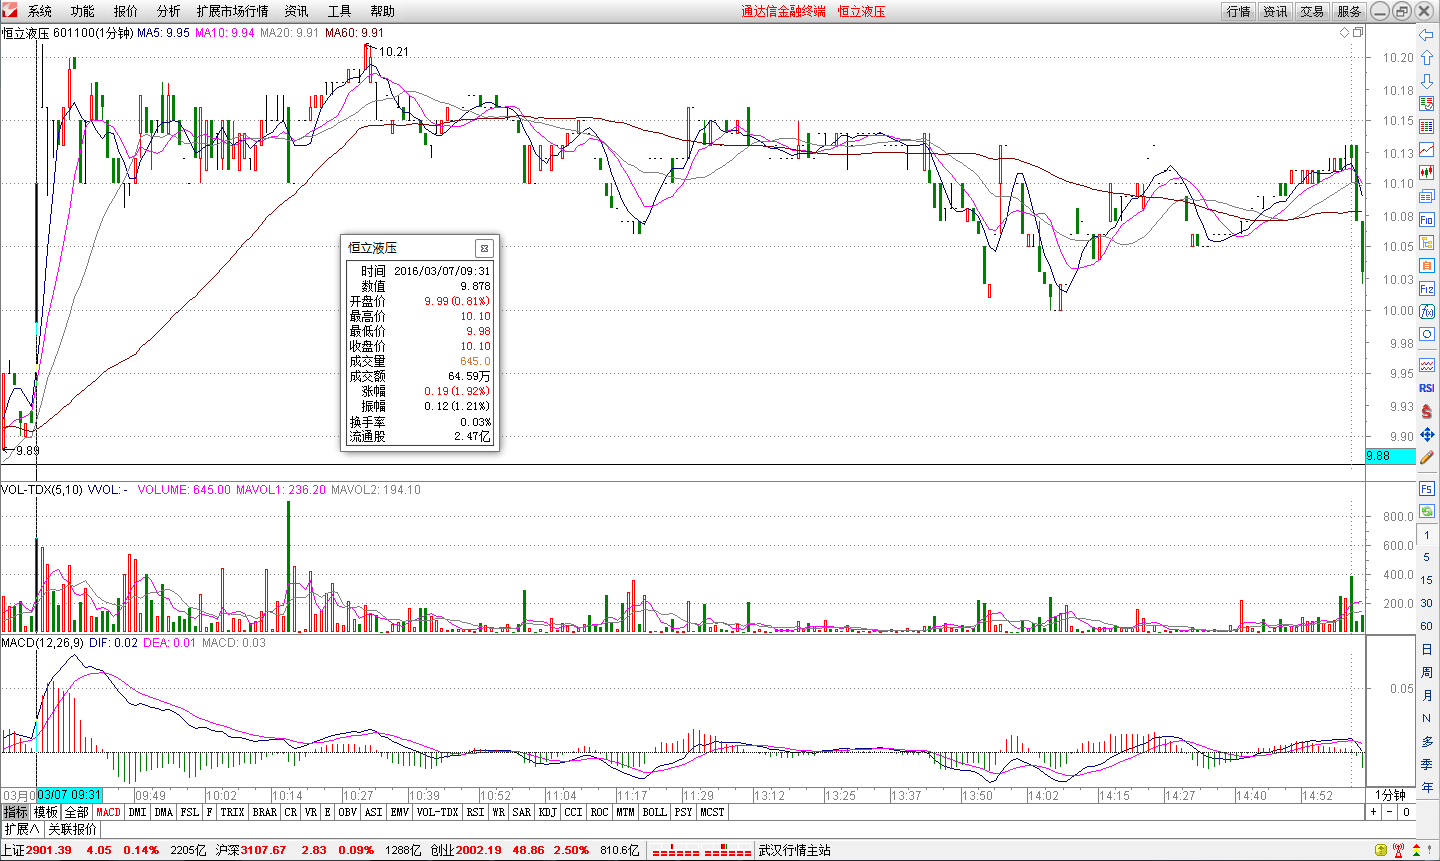 系统 功能 报价 分析 扩展市场行情 资讯 工具 帮助 通达信金融终端 恒立液压 行情 资讯 交易 服务
恒立液压 601100(1分钟) MA5: 9.95 MA10: 9.94 MA20: 9.91 MA60: 9.91
10.21
10.20
10.18
10.15
10.13
10.10
10.08
10.05
10.03
10.00
9.98
9.95
9.93
9.90
9.88
9.89
恒立液压
时间 2016/03/07/09:31
数值 9.878
开盘价 9.99(0.81%)
最高价 10.10
最低价 9.98
收盘价 10.10
成交量 645.0
成交额 64.59万
涨幅 0.19(1.92%)
振幅 0.12(1.21%)
换手率 0.03%
流通股 2.47亿
VOL-TDX(5,10) VVOL: - VOLUME: 645.00 MAVOL1: 236.20 MAVOL2: 194.10
800.0
600.0
400.0
200.0
MACD(12,26,9) DIF: 0.02 DEA: 0.01 MACD: 0.03
0.05
F10
F12
f(x)
RSI
F5
1
5
15
30
60
日
周
月
N
多
季
年
03月0 03/07 09:31 09:49 10:02 10:14 10:27 10:39 10:52 11:04 11:17 11:29 13:12 13:25 13:37 13:50 14:02 14:15 14:27 14:40 14:52 1分钟
指标 模板 全部 MACD DMI DMA FSL F TRIX BRAR CR VR E OBV ASI EMV VOL-TDX RSI WR SAR KDJ CCI ROC MTM BOLL PSY MCST + - 0
扩展∧ 关联报价
上证2901.39 4.05 0.14% 2205亿 沪深3107.67 2.83 0.09% 1288亿 创业2002.19 48.86 2.50% 810.6亿 武汉行情主站